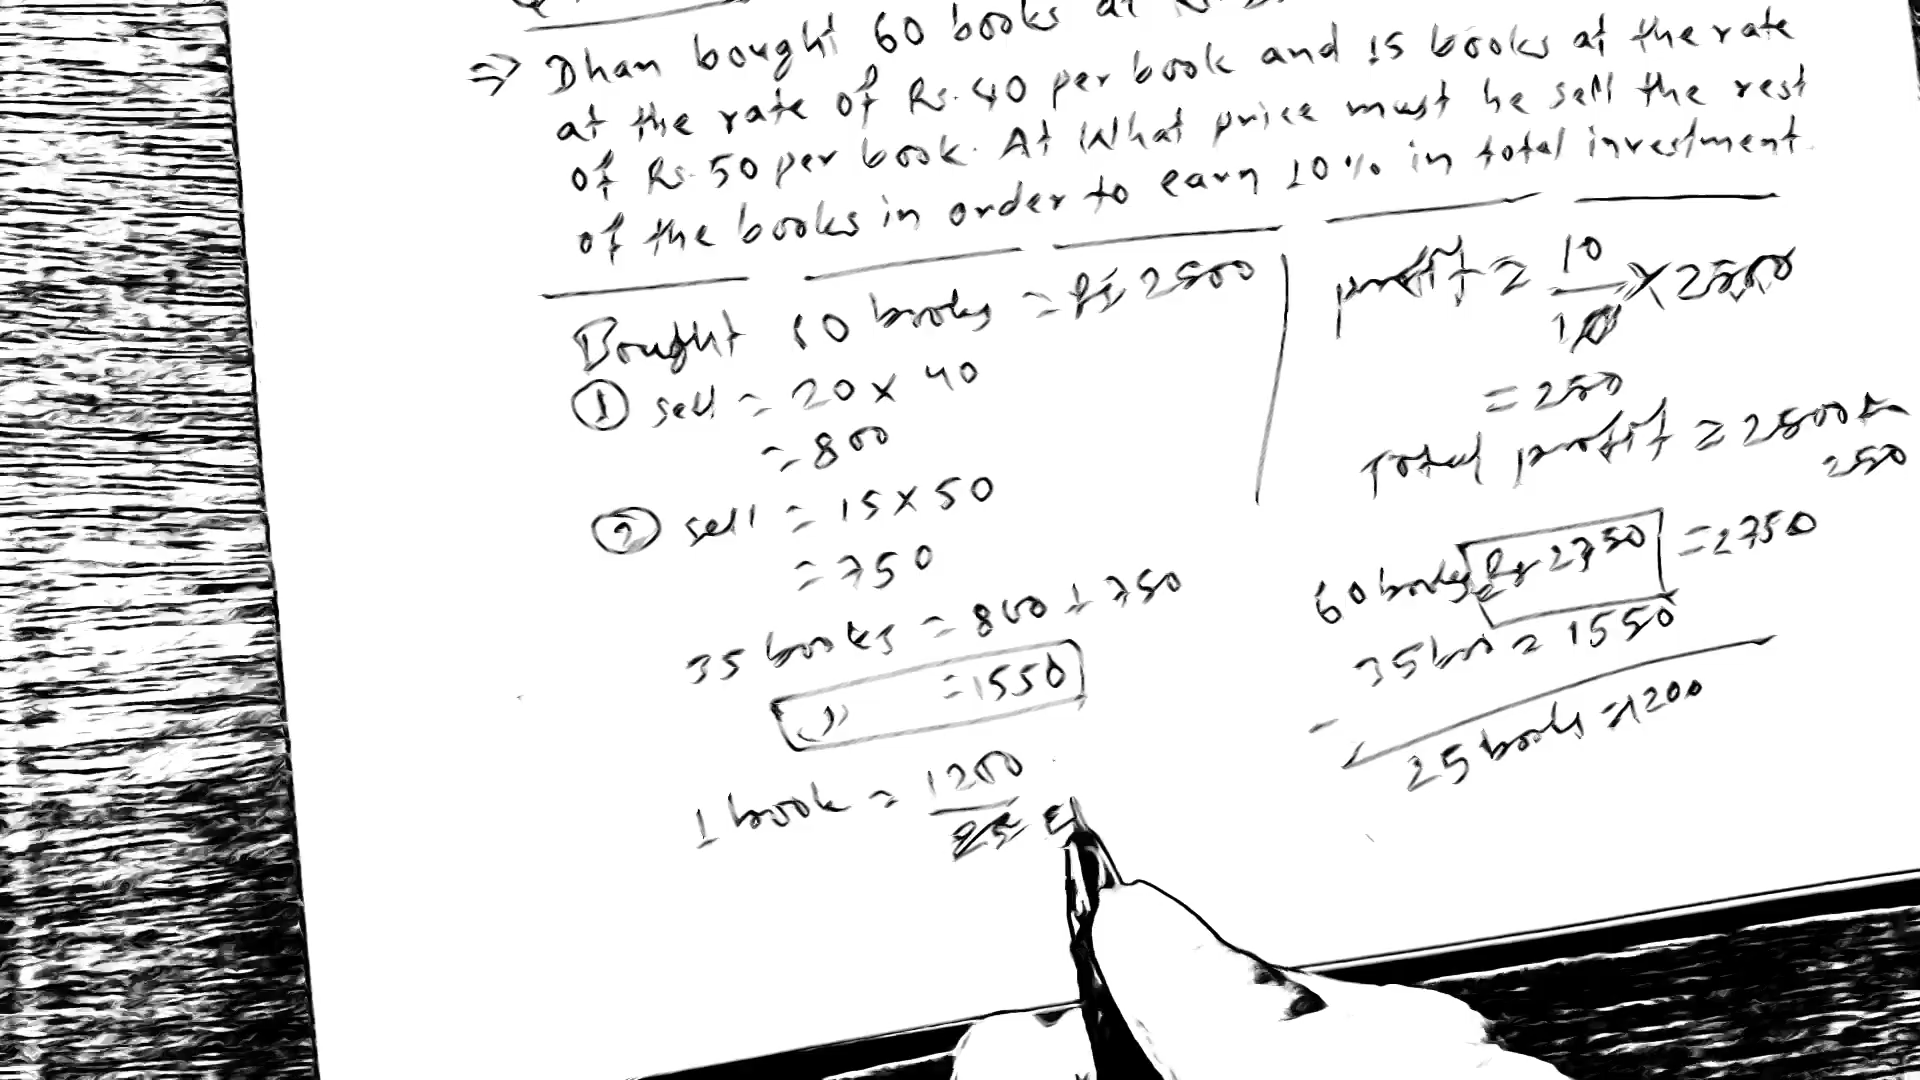 ⇒ Dhan bought 60 books at
at the rate of Rs. 40 per book and 15 books at the rate
of Rs. 50 per book. At What price must he sell the rest
of the books in order to earn 10% in total investment.
Bought 60 books = Rs 2500
① sell = 20 x 40
= 800
② sell = 15 x 50
= 750
35 books = 800 + 750
= 1550
1 book = 1200
25
profit = 10
100 x 2500
= 250
Total profit = 2500 +
250
= 2750
60 books = Rs 2750
35 boo = 1550
-
25 books = 1200